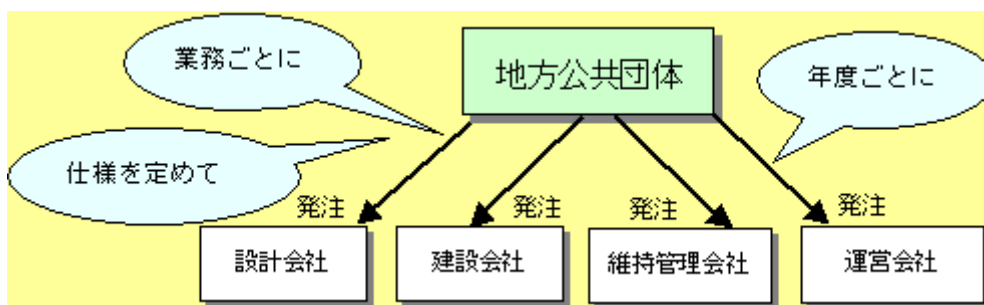 業務ごとに
地方公共団体
年度ごとに
仕様を定めて
発注
発注
発注
発注
設計会社
建設会社
維持管理会社
運営会社